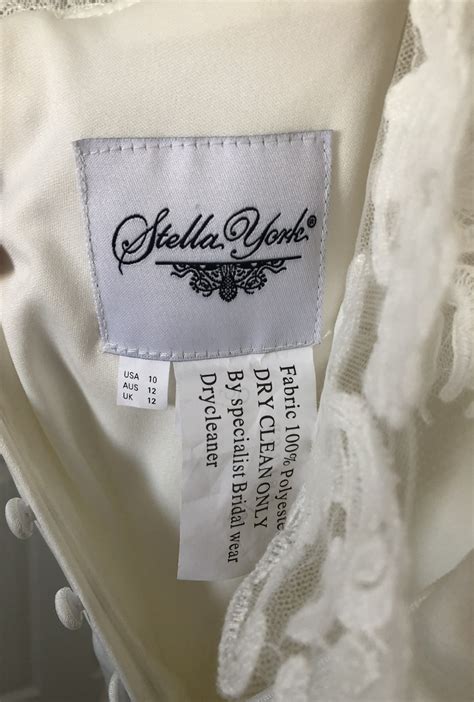 Stella York®
USA 10
AUS 12
UK 12
Fabric 100% Polyeste
DRY CLEAN ONLY
By specialist Bridal wear
Drycleaner